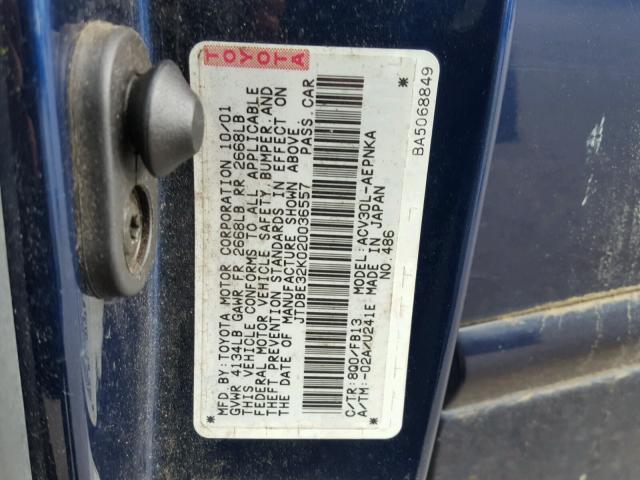 TOYOTA
MFD BY: TOYOTA MOTOR CORPORATION 10/01
GVWR 4134LB GAWR FR 2668LB RR 2668LB
THIS VEHICLE CONFORMS TO ALL APPLICABLE
FEDERAL MOTOR VEHICLE SAFETY, BUMPER, AND
THEFT PREVENTION STANDARDS IN EFFECT ON
THE DATE OF MANUFACTURE SHOWN ABOVE.
JTDBE32K020036557 PASS. CAR
C/TR: 8Q0/FB13 MODEL: ACV30L-AEPNKA
A/TM: -02A/U241E MADE IN JAPAN
NO. 486
BA5068849